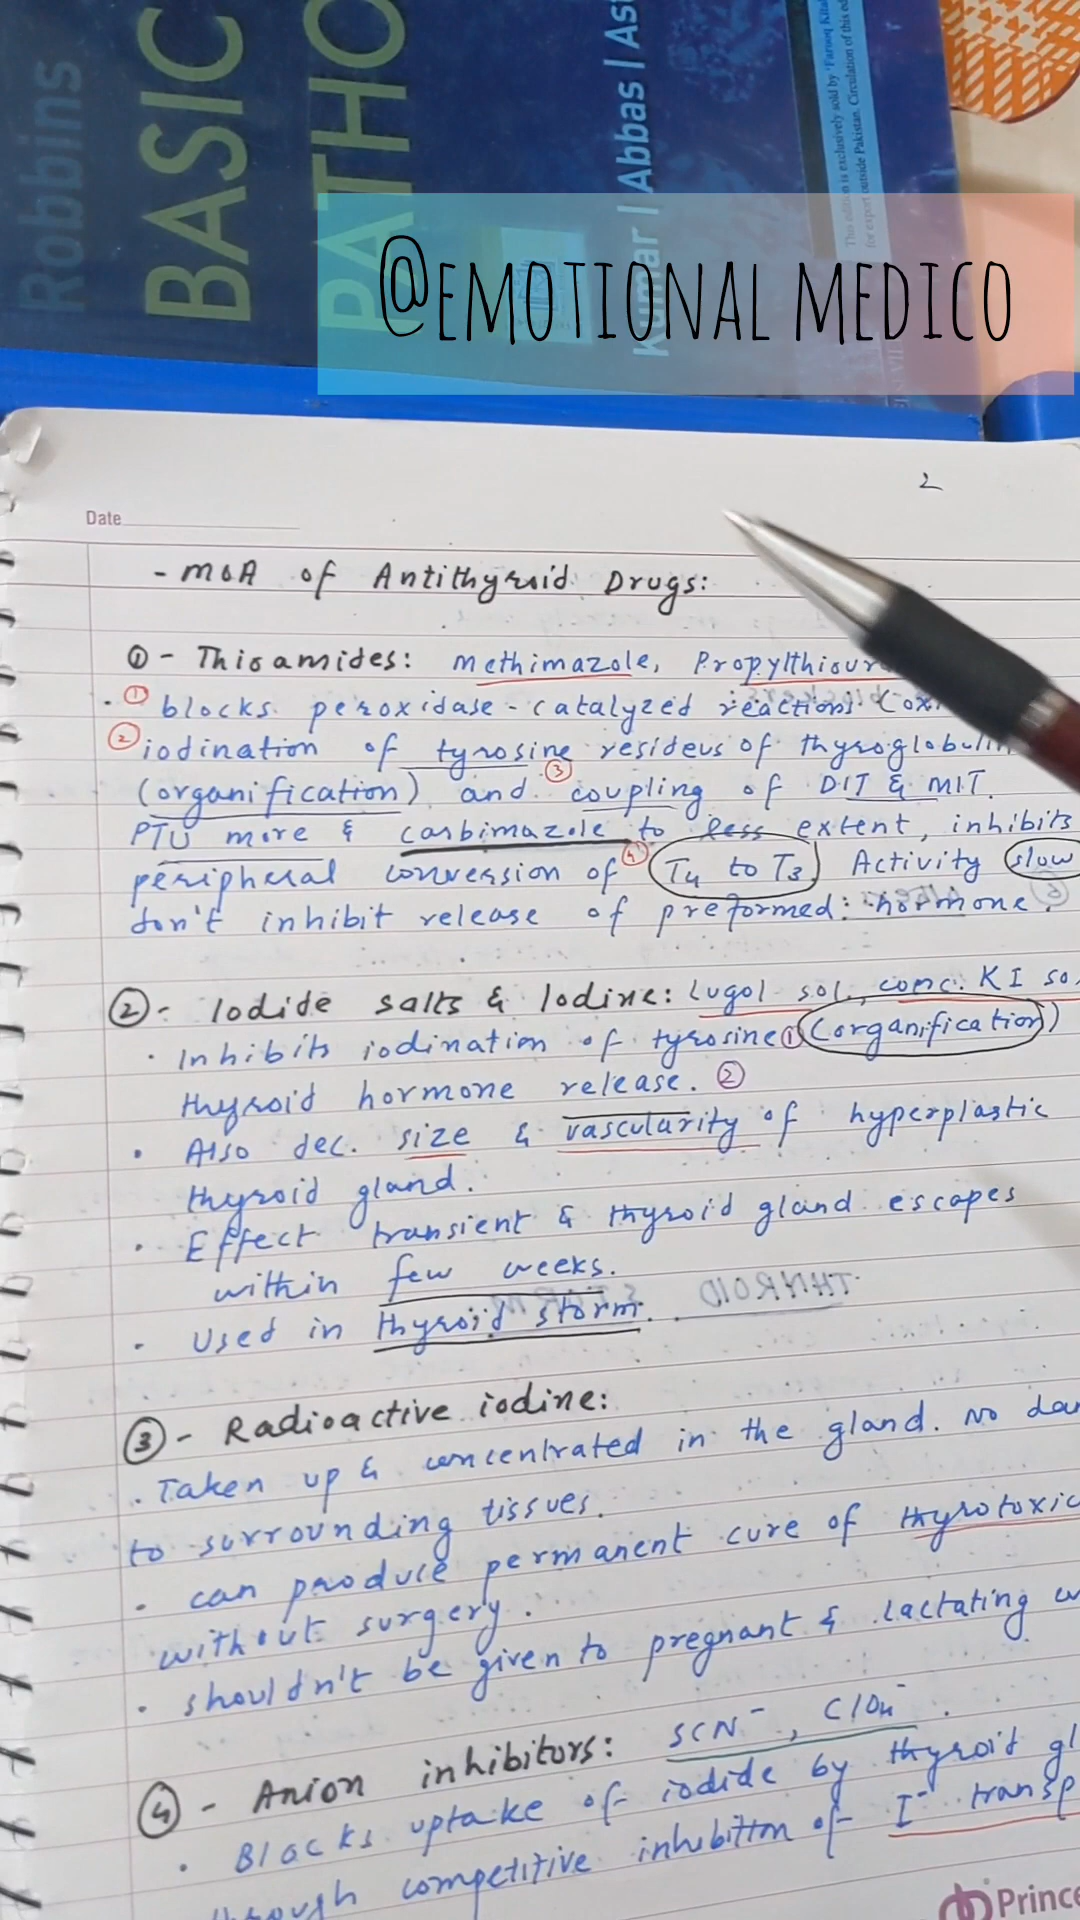 Robbins
BASIC
PATHO
Kumar | Abbas | Ast
@EMOTIONAL MEDICO
2
Date
- MOA of Antithyroid Drugs:
① - Thioamides: Methimazole, Propylthiour
• ① blocks peroxidase - catalyzed reactions (oxi
② iodination of tyrosine resideus of thyroglobulin
(organification) and ③ coupling of DIT & MIT.
PTU more & carbimazole to less extent, inhibits
peripheral conversion of ④ T4 to T3. Activity slow
don't inhibit release of preformed hormone.
② - Iodide salts & Iodine: Lugol sol., conc. KI so
• Inhibits iodination of tyrosine ① (organification)
thyroid hormone release. ②
• Also dec. size & vascularity of hyperplastic
thyroid gland.
• Effect transient & thyroid gland escapes
within few weeks.
• Used in thyroid storm.
③ - Radioactive iodine:
• Taken up & concentrated in the gland. No dam
to surrounding tissues.
• can produce permanent cure of thyrotoxic
without surgery.
• shouldn't be given to pregnant & lactating w
④ - Anion inhibitors: SCN⁻, ClO4⁻.
• Blocks uptake of iodide by thyroid gl
through competitive inhibition of I⁻ transp
Prince